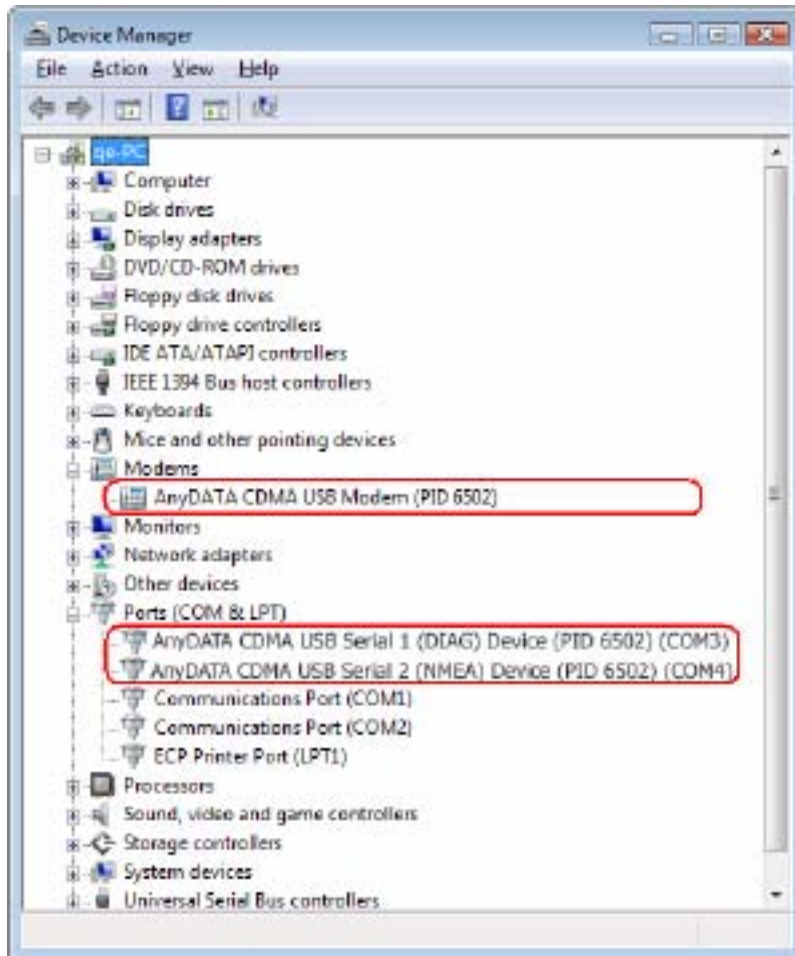 Device Manager
File Action View Help
qe-PC
Computer
Disk drives
Display adapters
DVD/CD-ROM drives
Floppy disk drives
Floppy drive controllers
IDE ATA/ATAPI controllers
IEEE 1394 Bus host controllers
Keyboards
Mice and other pointing devices
Modems
AnyDATA CDMA USB Modem (PID 6502)
Monitors
Network adapters
Other devices
Ports (COM & LPT)
AnyDATA CDMA USB Serial 1 (DIAG) Device (PID 6502) (COM3)
AnyDATA CDMA USB Serial 2 (NMEA) Device (PID 6502) (COM4)
Communications Port (COM1)
Communications Port (COM2)
ECP Printer Port (LPT1)
Processors
Sound, video and game controllers
Storage controllers
System devices
Universal Serial Bus controllers